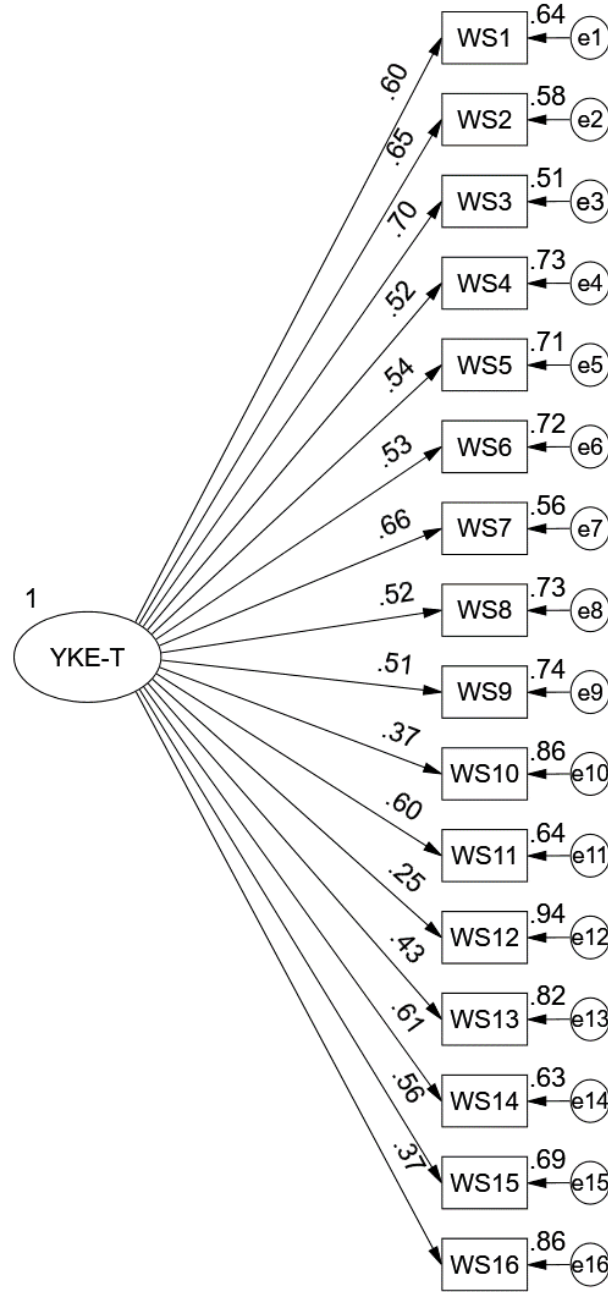 .64
WS1
e1
.60
.58
WS2
e2
.65
.51
WS3
e3
.70
.73
WS4
e4
.52
.71
WS5
e5
.54
.72
WS6
e6
.53
.56
WS7
e7
.66
.73
WS8
e8
.52
1
YKE-T
.74
WS9
e9
.51
.86
WS10
e10
.37
.64
WS11
e11
.60
.94
WS12
e12
.25
.82
WS13
e13
.43
.63
WS14
e14
.61
.69
WS15
e15
.56
.86
WS16
e16
.37